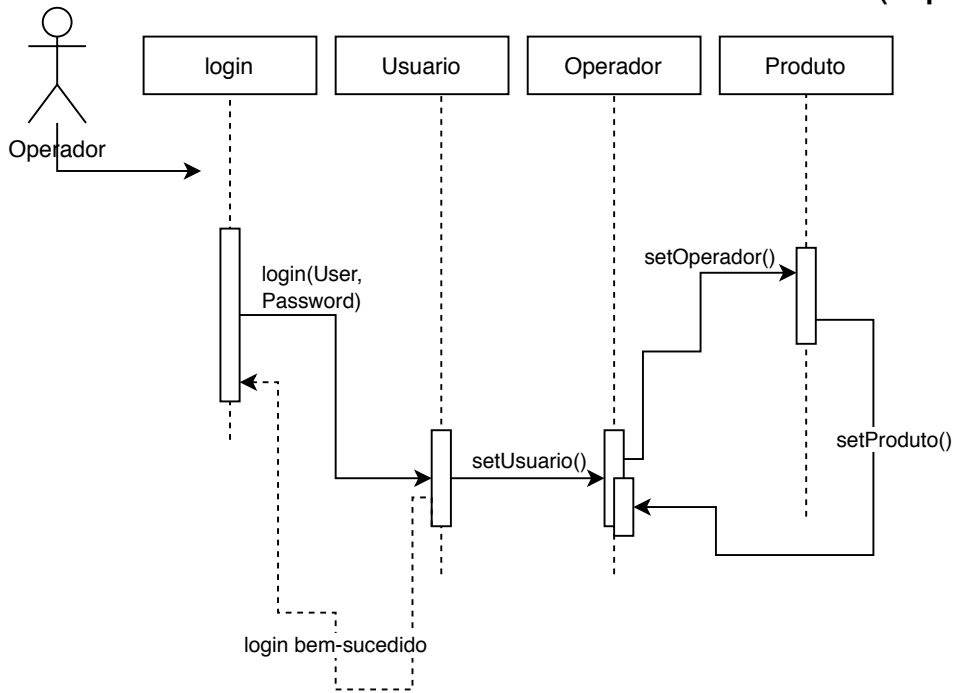 login
Usuario
Operador
Produto
Operador
setOperador()
login(User,
Password)
setProduto()
setUsuario()
login bem-sucedido